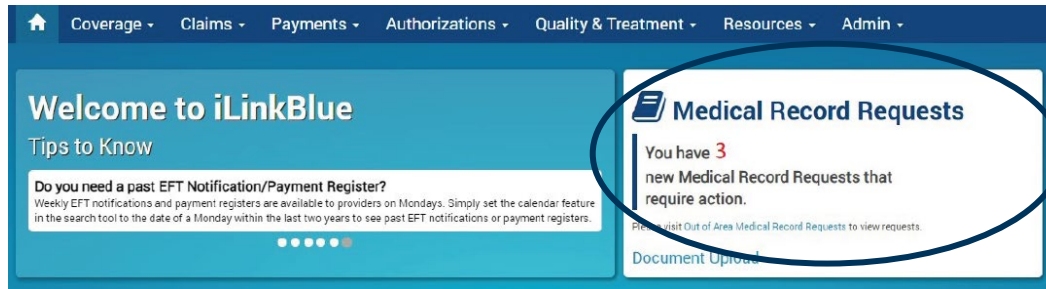 Coverage Claims Payments Authorizations Quality & Treatment Resources Admin
Welcome to iLinkBlue
Tips to Know
Do you need a past EFT Notification/Payment Register?
Weekly EFT notifications and payment registers are available to providers on Mondays. Simply set the calendar feature
in the search tool to the date of a Monday within the last two years to see past EFT notifications or payment registers.
Medical Record Requests
You have 3
new Medical Record Requests that
require action.
Please visit Out of Area Medical Record Requests to view requests.
Document Upload